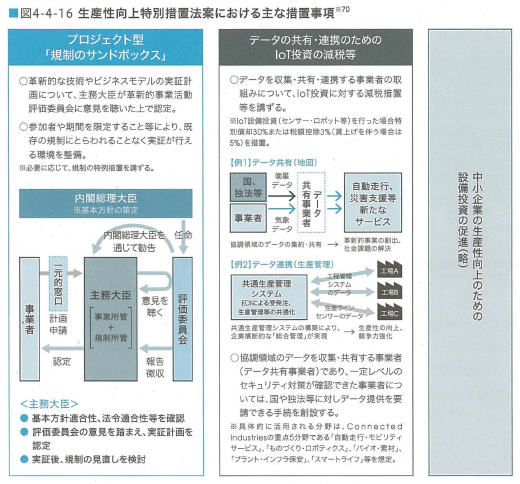 ■図4-4-16 生産性向上特別措置法案における主な措置事項※70
プロジェクト型
「規制のサンドボックス」
○革新的な技術やビジネスモデルの実証計
画について、主務大臣が革新的事業活動
評価委員会に意見を聴いた上で認定。
○参加者や期間を限定すること等により、既
存の規制にとらわれることなく実証が行え
る環境を整備。
※必要に応じて、規制の特例措置を講ずる。
内閣総理大臣
※基本方針の策定
内閣総理大臣を
通じて勧告
任命
事業者
一元的窓口
計画
申請
認定
主務大臣
事業所管
+
規制所管
意見を
聴く
報告
徴収
評価委員会
<主務大臣>
● 基本方針適合性、法令適合性等を確認
● 評価委員会の意見を踏まえ、実証計画を
認定
● 実証後、規制の見直しを検討
データの共有・連携のための
IoT投資の減税等
○データを収集・共有・連携する事業者の取
組みについて、IoT投資に対する減税措置
等を講ずる。
※IoT設備投資(センサー・ロボット等)を行った場合特
別償却30%または税額控除3%(賃上げを伴う場合は
5%)を措置。
【例1】データ共有(地図)
国、
独法等
事業者
衛星
データ
気象
データ
データ
共有事業者
自動走行、
災害支援等
新たな
サービス
協調領域のデータの集約・共有 → 革新的事業の創出、
社会課題の解決
【例2】データ連携(生産管理)
共通生産管理
システム
EDIによる受発注、
生産管理等の共通化
工程管理
システム
のデータ
生産ライン
センサーのデータ
工場A
工場B
工場C
共通生産管理システムの構築により、 → 生産性の向上、
企業横断的な「総合管理」が実現 競争力強化
○協調領域のデータを収集・共有する事業者
(データ共有事業者)であり、一定レベルの
セキュリティ対策が確認できた事業者につ
いては、国や独法等に対しデータ提供を要
請できる手続を創設する。
※具体的に活用される分野は、Connected
Industriesの重点5分野である「自動走行・モビリティ
サービス」、「ものづくり・ロボティクス」、「バイオ・素材」、
「プラント・インフラ保安」、「スマートライフ」等を想定。
中小企業の生産性向上のための
設備投資の促進(略)